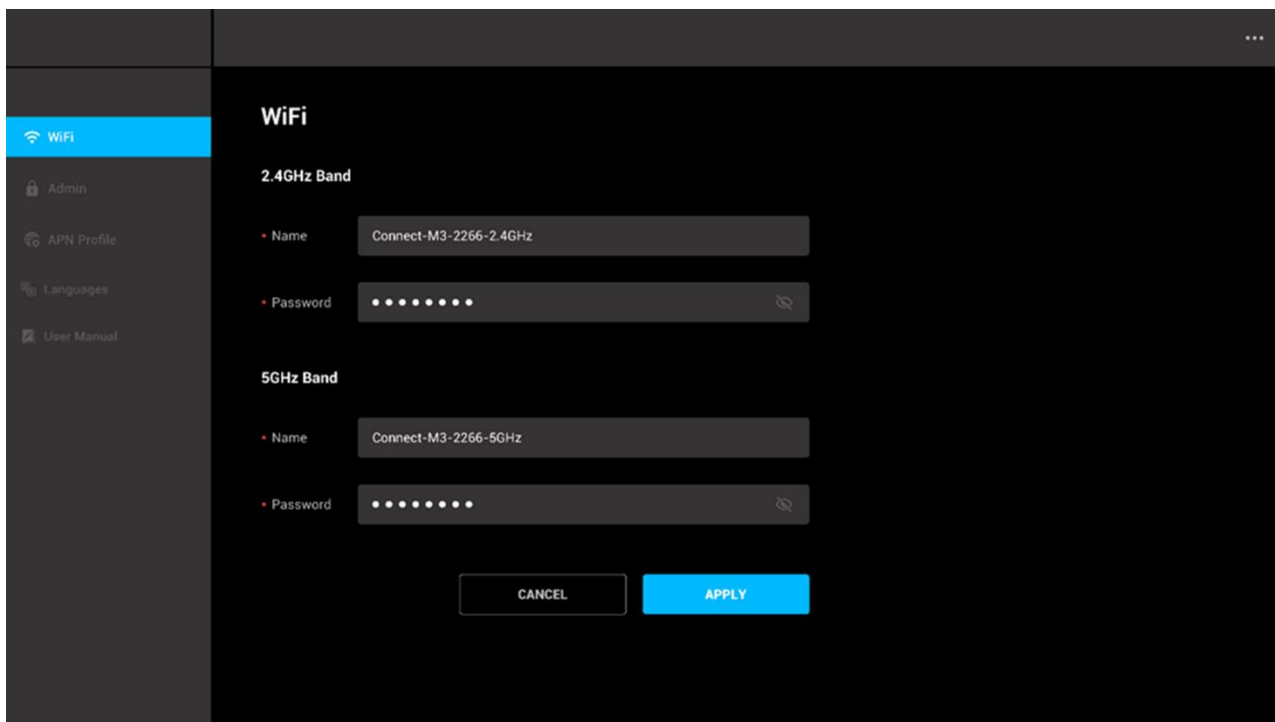 WiFi
Admin
APN Profile
Languages
User Manual
WiFi
2.4GHz Band
Name
Connect-M3-2266-2.4GHz
Password
5GHz Band
Name
Connect-M3-2266-5GHz
Password
CANCEL
APPLY